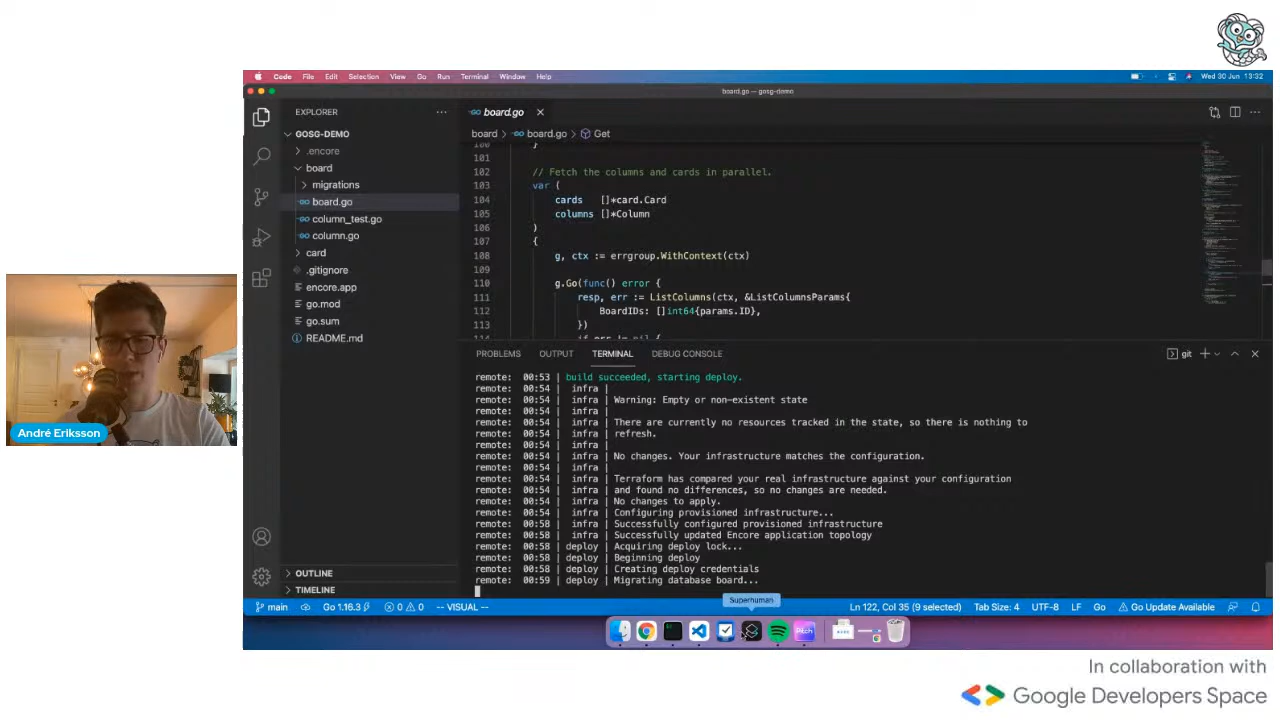 Code File Edit Selection View Go Run Terminal Window Help
Wed 30 Jun 13:32
board.go — gosg-demo
EXPLORER
GOSG-DEMO
.encore
board
migrations
board.go
column_test.go
column.go
card
.gitignore
encore.app
go.mod
go.sum
README.md
OUTLINE
TIMELINE
board.go
board > board.go > Get
100 }
101
102 // Fetch the columns and cards in parallel.
103 var (
104 cards []*card.Card
105 columns []*Column
106 )
107 {
108 g, ctx := errgroup.WithContext(ctx)
109
110 g.Go(func() error {
111 resp, err := ListColumns(ctx, &ListColumnsParams{
112 BoardIDs: []int64{params.ID},
113 })
114 if err != nil {
PROBLEMS OUTPUT TERMINAL DEBUG CONSOLE
git
remote: 00:53 | build succeeded, starting deploy.
remote: 00:54 | infra |
remote: 00:54 | infra | Warning: Empty or non-existent state
remote: 00:54 | infra |
remote: 00:54 | infra | There are currently no resources tracked in the state, so there is nothing to
remote: 00:54 | infra | refresh.
remote: 00:54 | infra |
remote: 00:54 | infra | No changes. Your infrastructure matches the configuration.
remote: 00:54 | infra |
remote: 00:54 | infra | Terraform has compared your real infrastructure against your configuration
remote: 00:54 | infra | and found no differences, so no changes are needed.
remote: 00:54 | infra | No changes to apply.
remote: 00:54 | infra | Configuring provisioned infrastructure...
remote: 00:58 | infra | Successfully configured provisioned infrastructure
remote: 00:58 | infra | Successfully updated Encore application topology
remote: 00:58 | deploy | Acquiring deploy lock...
remote: 00:58 | deploy | Beginning deploy
remote: 00:58 | deploy | Creating deploy credentials
remote: 00:59 | deploy | Migrating database board...
main Go 1.16.3 0 0 -- VISUAL --
Ln 122, Col 35 (9 selected) Tab Size: 4 UTF-8 LF Go Go Update Available
Superhuman
Pitch
André Eriksson
In collaboration with
Google Developers Space